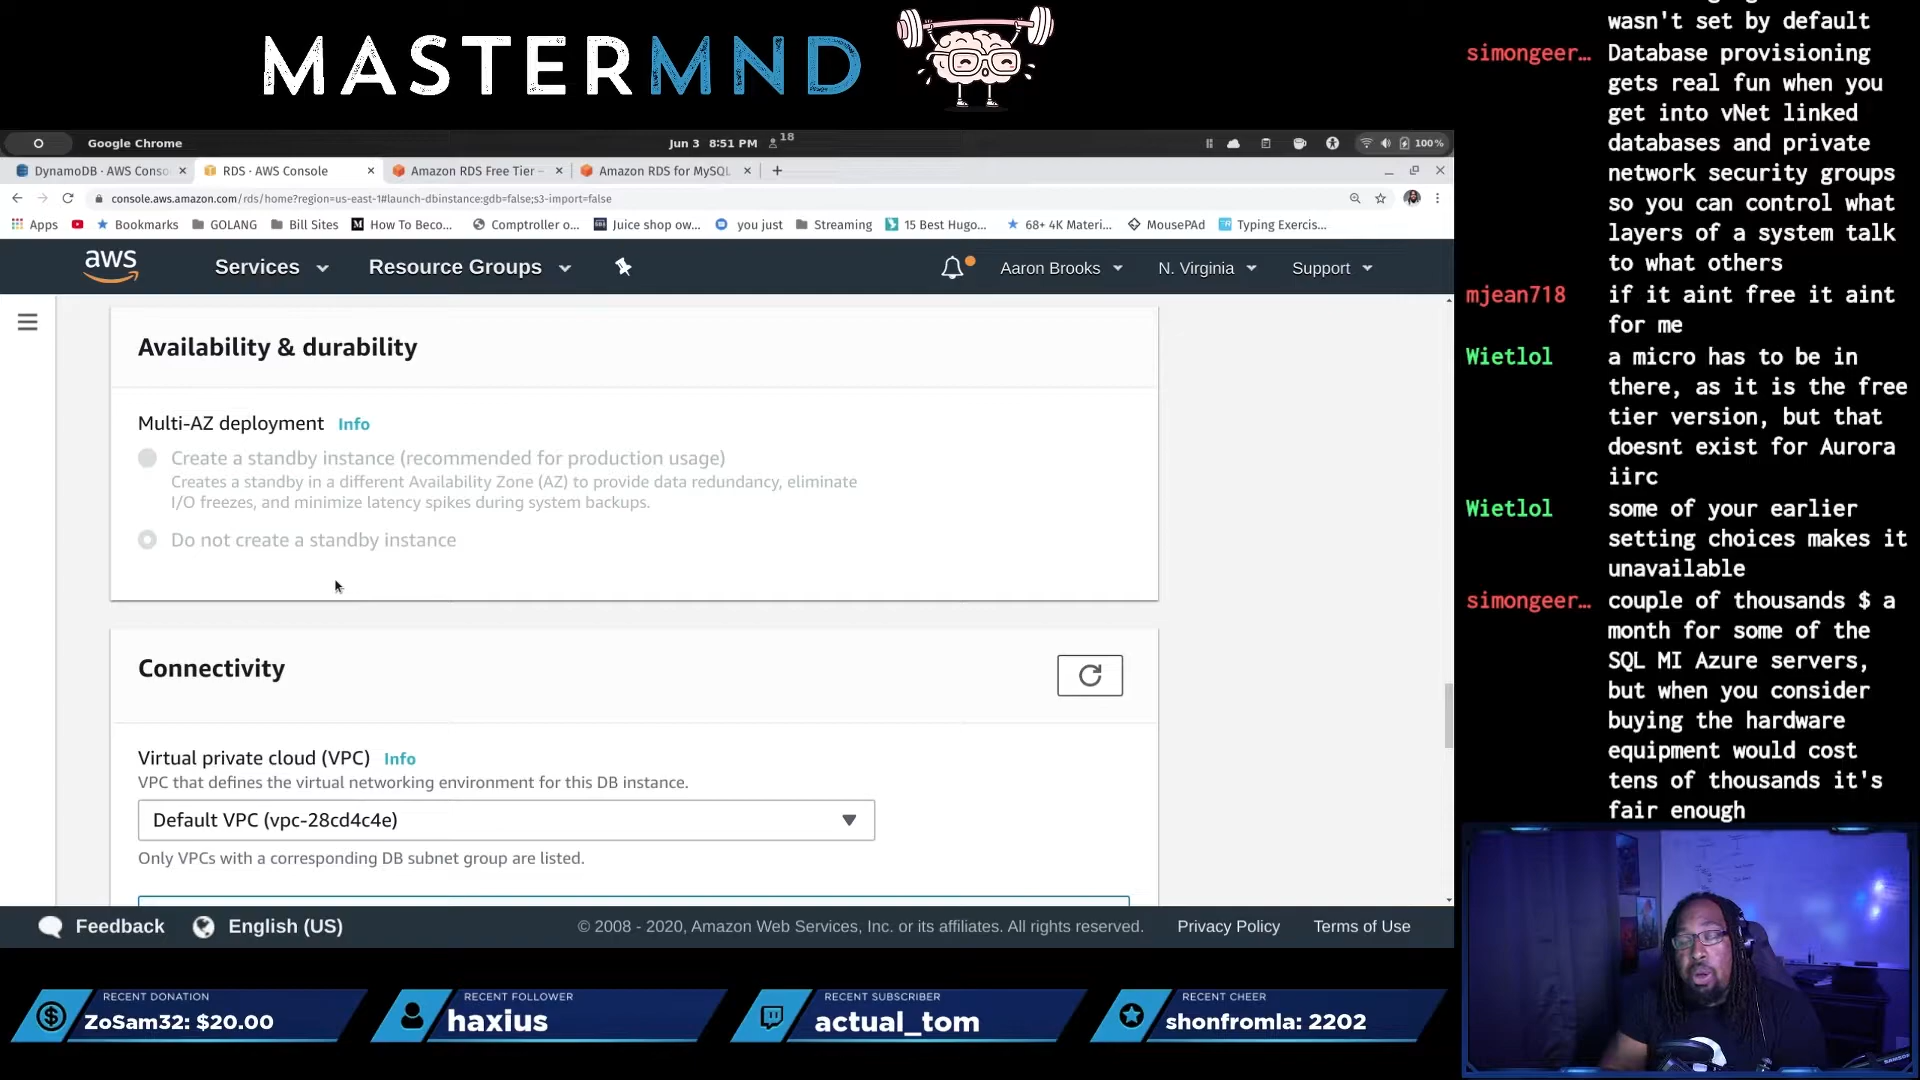 MASTERMND
Google Chrome
Jun 3 8:51 PM
18
100%
DynamoDB · AWS Conso
RDS · AWS Console
Amazon RDS Free Tier –
Amazon RDS for MySQL
console.aws.amazon.com/rds/home?region=us-east-1#launch-dbinstance:gdb=false;s3-import=false
Apps
Bookmarks
GOLANG
Bill Sites
How To Beco...
Comptroller o...
Juice shop ow...
you just
Streaming
15 Best Hugo...
68+ 4K Materi...
MousePAd
Typing Exercis...
aws
Services
Resource Groups
Aaron Brooks
N. Virginia
Support
Availability & durability
Multi-AZ deployment Info
Create a standby instance (recommended for production usage)
Creates a standby in a different Availability Zone (AZ) to provide data redundancy, eliminate
I/O freezes, and minimize latency spikes during system backups.
Do not create a standby instance
Connectivity
Virtual private cloud (VPC) Info
VPC that defines the virtual networking environment for this DB instance.
Default VPC (vpc-28cd4c4e)
Only VPCs with a corresponding DB subnet group are listed.
Feedback
English (US)
© 2008 - 2020, Amazon Web Services, Inc. or its affiliates. All rights reserved.
Privacy Policy
Terms of Use
wasn't set by default
simongeer… Database provisioning
gets real fun when you
get into vNet linked
databases and private
network security groups
so you can control what
layers of a system talk
to what others
mjean718 if it aint free it aint
for me
Wietlol a micro has to be in
there, as it is the free
tier version, but that
doesnt exist for Aurora
iirc
Wietlol some of your earlier
setting choices makes it
unavailable
simongeer… couple of thousands $ a
month for some of the
SQL MI Azure servers,
but when you consider
buying the hardware
equipment would cost
tens of thousands it's
fair enough
RECENT DONATION
ZoSam32: $20.00
RECENT FOLLOWER
haxius
RECENT SUBSCRIBER
actual_tom
RECENT CHEER
shonfromla: 2202
SAMSON